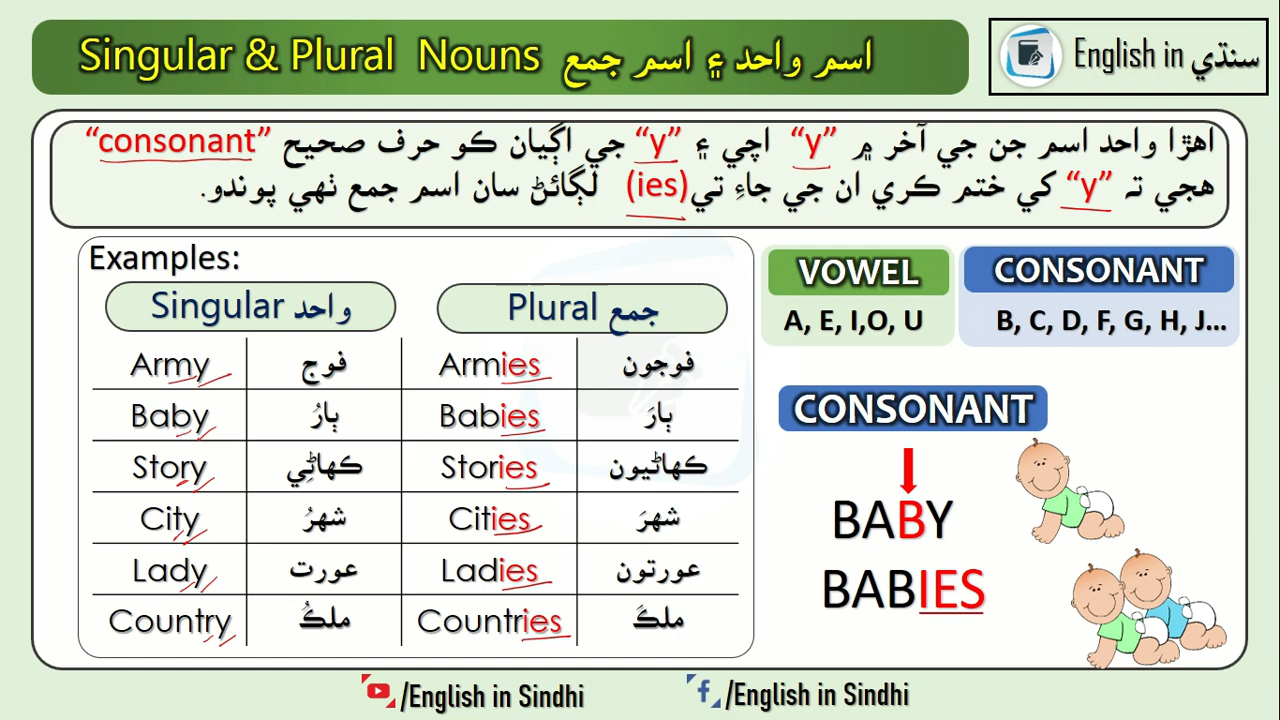 Singular & Plural Nouns اسم واحد ۽ اسم جمع
English in سنڌي
اهڙا واحد اسم جن جي آخر ۾ “y” اچي ۽ “y” جي اڳيان ڪو حرف صحيح “consonant”
هجي ته “y” کي ختم ڪري ان جي جاءِ تي (ies) لڳائڻ سان اسم جمع ٺهي پوندو.
Examples:
Singular واحد
Plural جمع
Army فوج Armies فوجون
Baby ٻارُ Babies ٻارَ
Story ڪهاڻِي Stories ڪهاڻيون
City شهرُ Cities شهرَ
Lady عورت Ladies عورتون
Country ملڪُ Countries ملڪَ
VOWEL
A, E, I,O, U
CONSONANT
B, C, D, F, G, H, J...
CONSONANT
BABY
BABIES
/English in Sindhi
/English in Sindhi